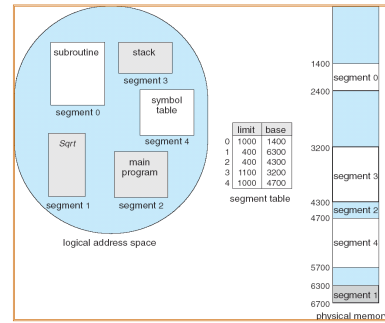 subroutine
segment 0
stack
segment 3
symbol
table
segment 4
Sqrt
segment 1
main
program
segment 2
logical address space
limit base
0 1000 1400
1 400 6300
2 400 4300
3 1100 3200
4 1000 4700
segment table
1400
segment 0
2400
3200
segment 3
4300
segment 2
4700
segment 4
5700
6300
segment 1
6700
physical memor